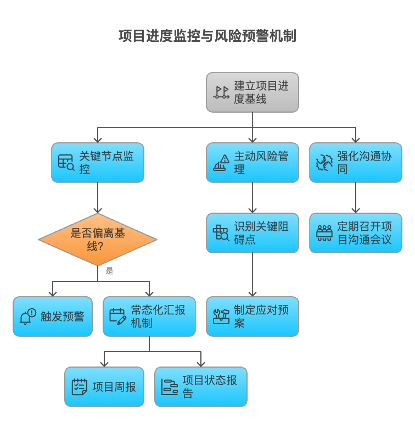 项目进度监控与风险预警机制
建立项目进
度基线
关键节点监
控
主动风险管
理
强化沟通协
同
是否偏离基
线?
识别关键阻
碍点
定期召开项
目沟通会议
是
触发预警
常态化汇报
机制
制定应对预
案
项目周报
项目状态报
告